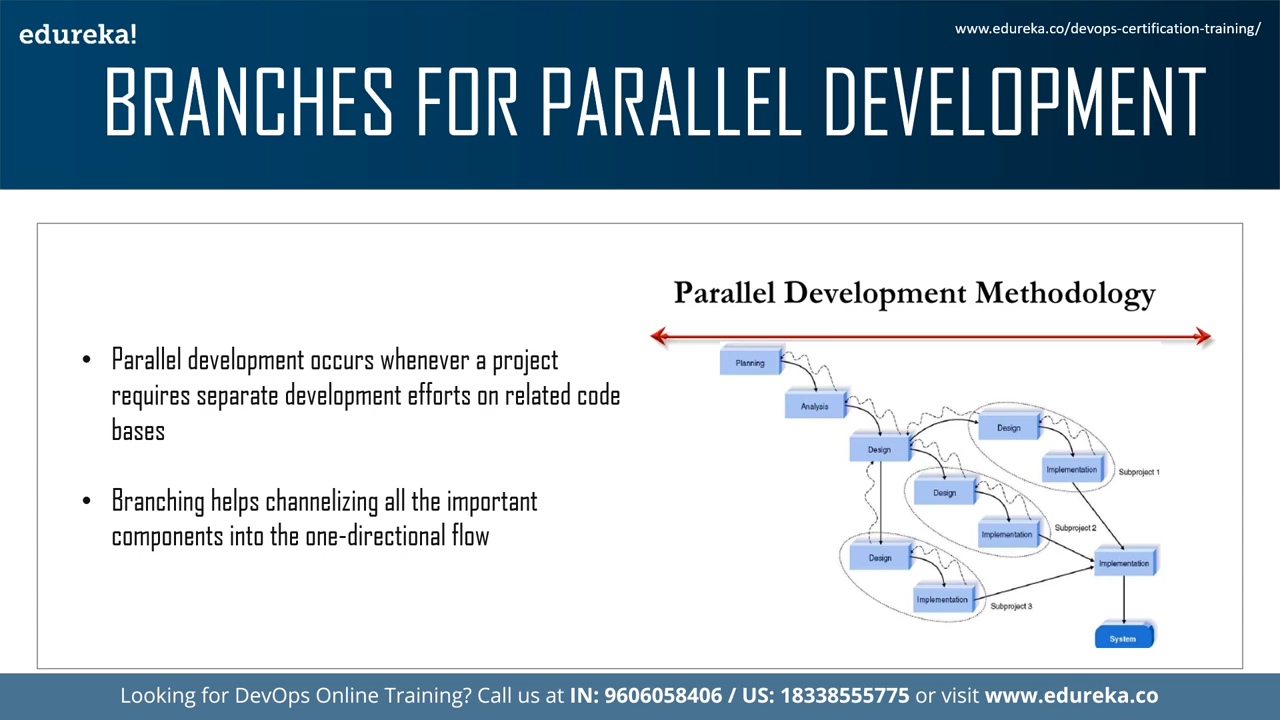 edureka!
www.edureka.co/devops-certification-training/
BRANCHES FOR PARALLEL DEVELOPMENT
• Parallel development occurs whenever a project
requires separate development efforts on related code
bases
• Branching helps channelizing all the important
components into the one-directional flow
Parallel Development Methodology
Planning
Analysis
Design
Design
Implementation
Subproject 1
Design
Implementation
Subproject 2
Design
Implementation
Subproject 3
Implementation
System
Looking for DevOps Online Training? Call us at IN: 9606058406 / US: 18338555775 or visit www.edureka.co